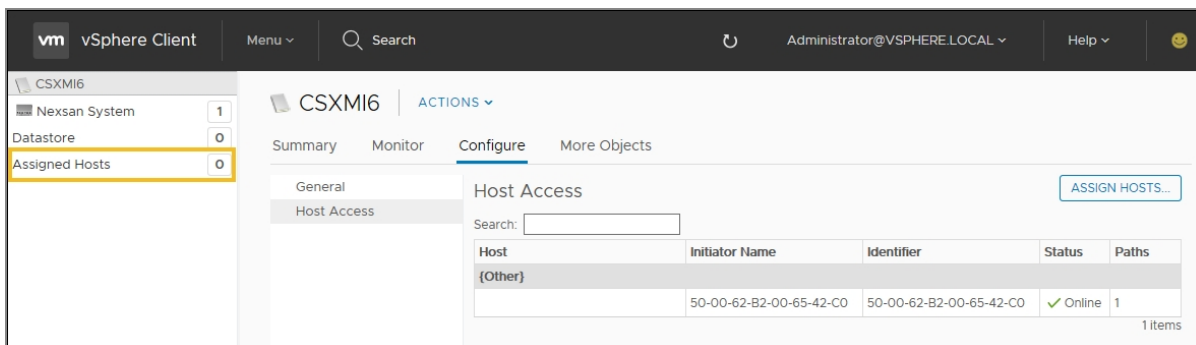 vm vSphere Client Menu Search Administrator@VSPHERE.LOCAL Help
CSXMI6
Nexsan System 1
Datastore 0
Assigned Hosts 0
CSXMI6 ACTIONS
Summary Monitor Configure More Objects
General
Host Access
Host Access ASSIGN HOSTS...
Search:
Host Initiator Name Identifier Status Paths
{Other}
50-00-62-B2-00-65-42-C0 50-00-62-B2-00-65-42-C0 Online 1
1 items